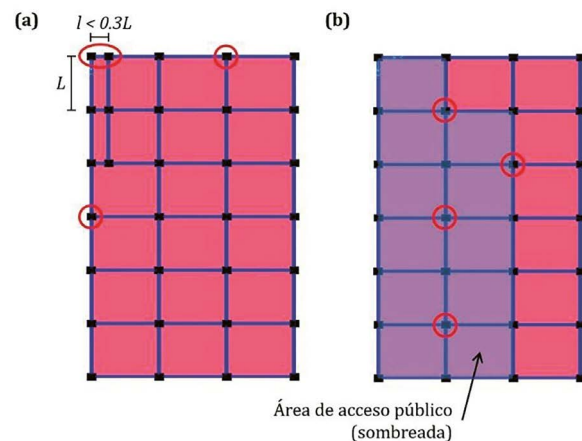 (a)
l < 0.3L
L
(b)
Área de acceso público
(sombreada)